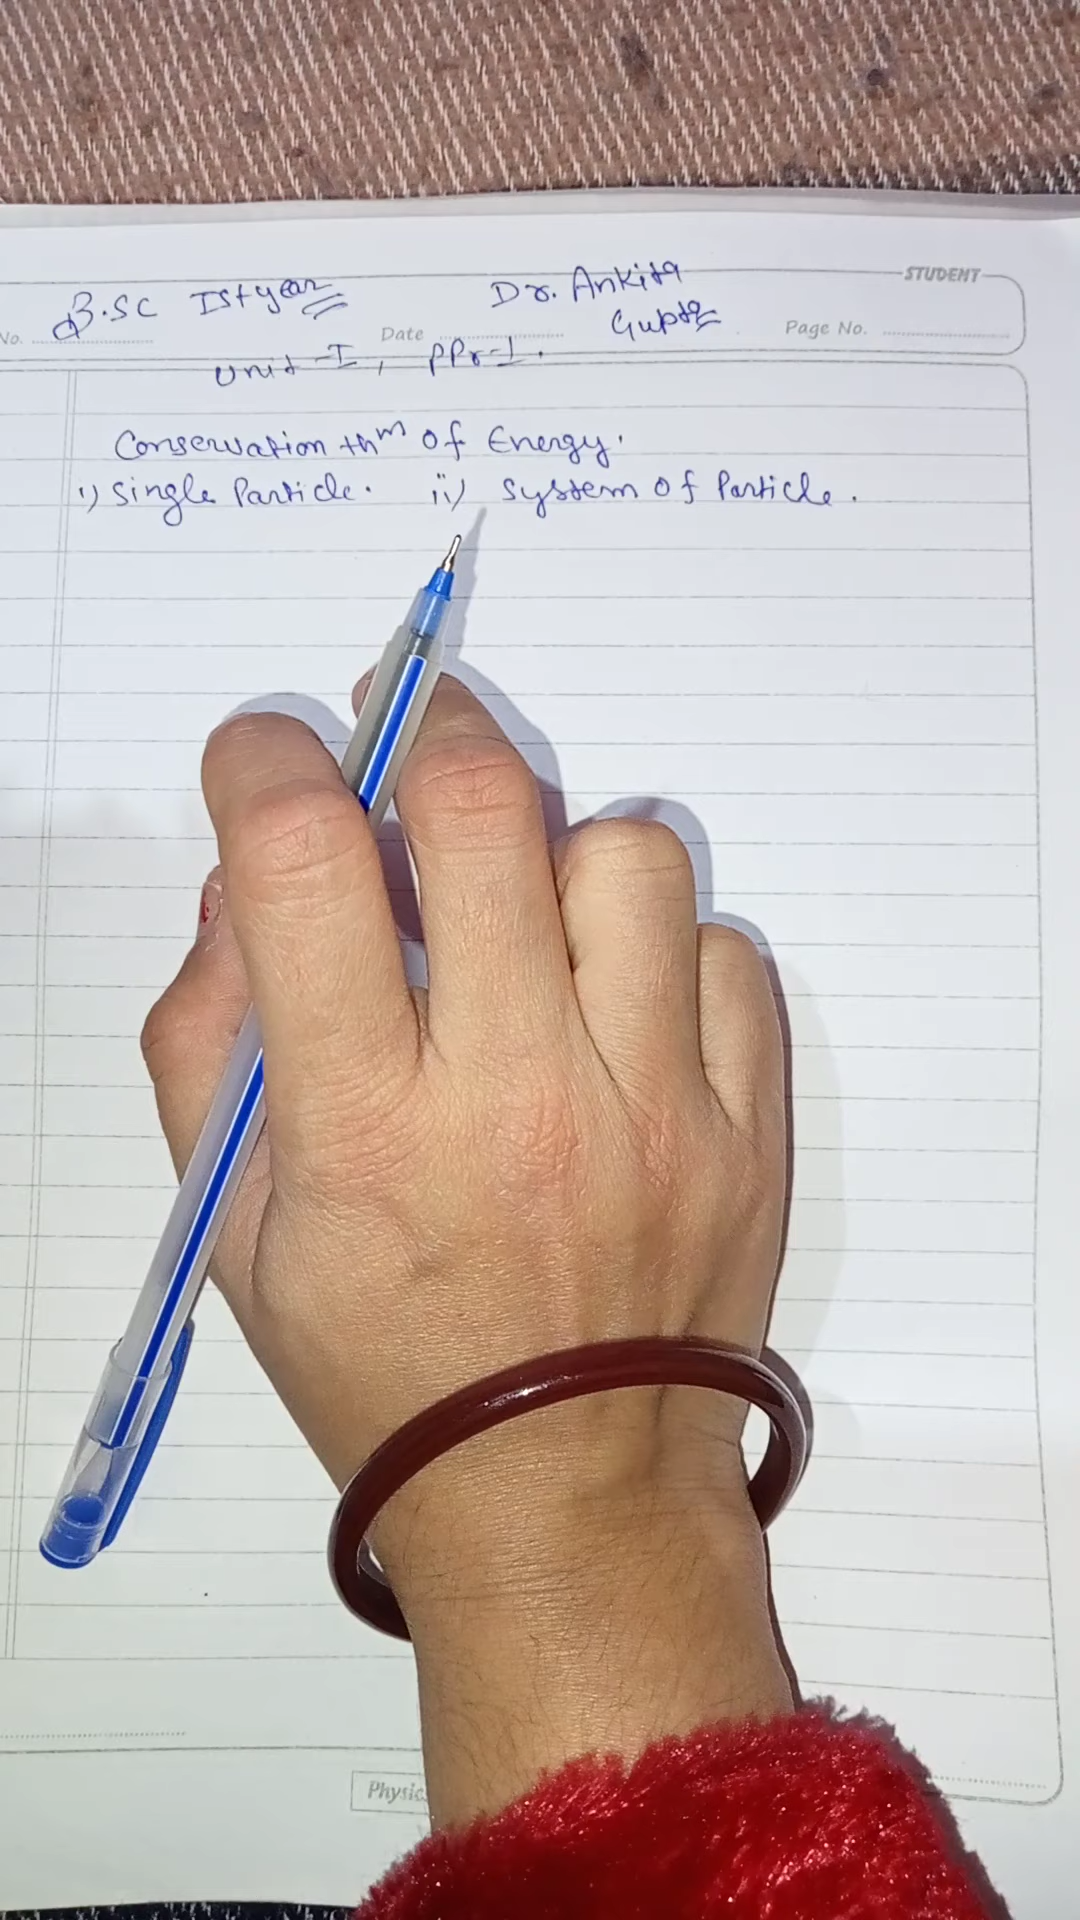 STUDENT
B.SC Ist year Dr. Ankita
Gupta
No. Date Page No.
Unit-I, PPr-I.
Conservation thᵐ of Energy.
i) Single Particle. ii) System of Particle.
Physic